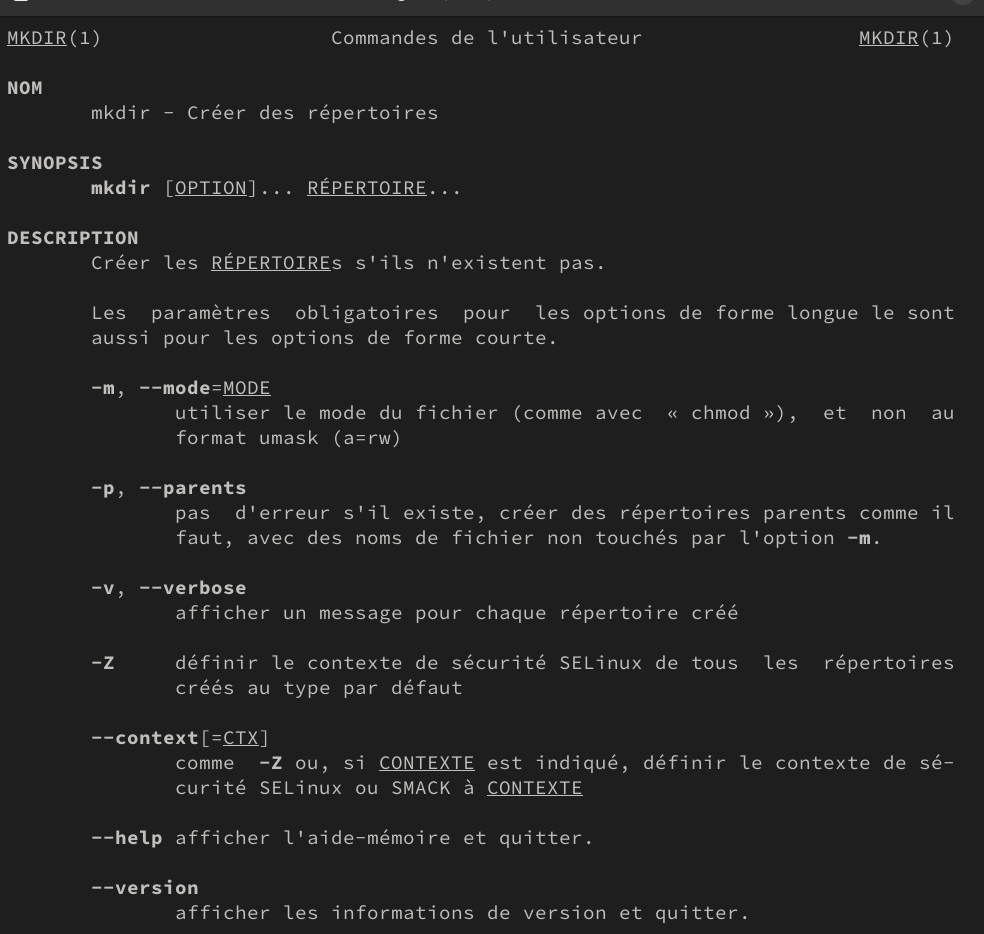 MKDIR(1) Commandes de l'utilisateur MKDIR(1)
NOM
mkdir - Créer des répertoires
SYNOPSIS
mkdir [OPTION]... RÉPERTOIRE...
DESCRIPTION
Créer les RÉPERTOIREs s'ils n'existent pas.
Les paramètres obligatoires pour les options de forme longue le sont
aussi pour les options de forme courte.
-m, --mode=MODE
utiliser le mode du fichier (comme avec « chmod »), et non au
format umask (a=rw)
-p, --parents
pas d'erreur s'il existe, créer des répertoires parents comme il
faut, avec des noms de fichier non touchés par l'option -m.
-v, --verbose
afficher un message pour chaque répertoire créé
-Z définir le contexte de sécurité SELinux de tous les répertoires
créés au type par défaut
--context[=CTX]
comme -Z ou, si CONTEXTE est indiqué, définir le contexte de sé-
curité SELinux ou SMACK à CONTEXTE
--help afficher l'aide-mémoire et quitter.
--version
afficher les informations de version et quitter.